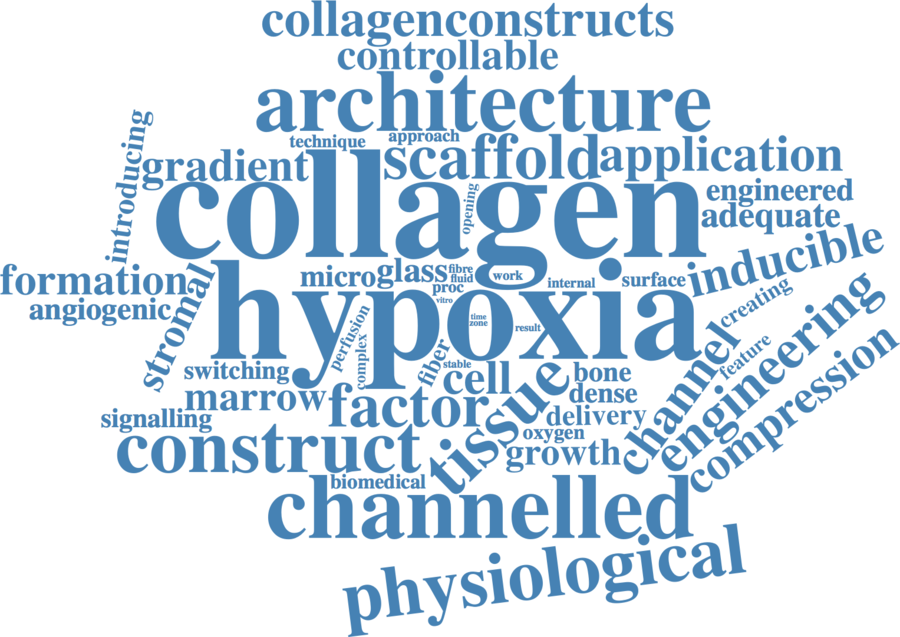 collagenconstructs
controllable
architecture
technique
approach
gradient
scaffold
application
introducing
collagen
opening
engineered
adequate
formation
angiogenic
stromal
micro
glass
fibre
fluid
proc
vitro
work
internal
surface
inducible
hypoxia
time
zone
result
creating
perfusion
complex
switching
fiber
stable
cell
tissue
bone
dense
delivery
channel
feature
engineering
compression
marrow
factor
signalling
construct
oxygen
growth
biomedical
channelled
physiological